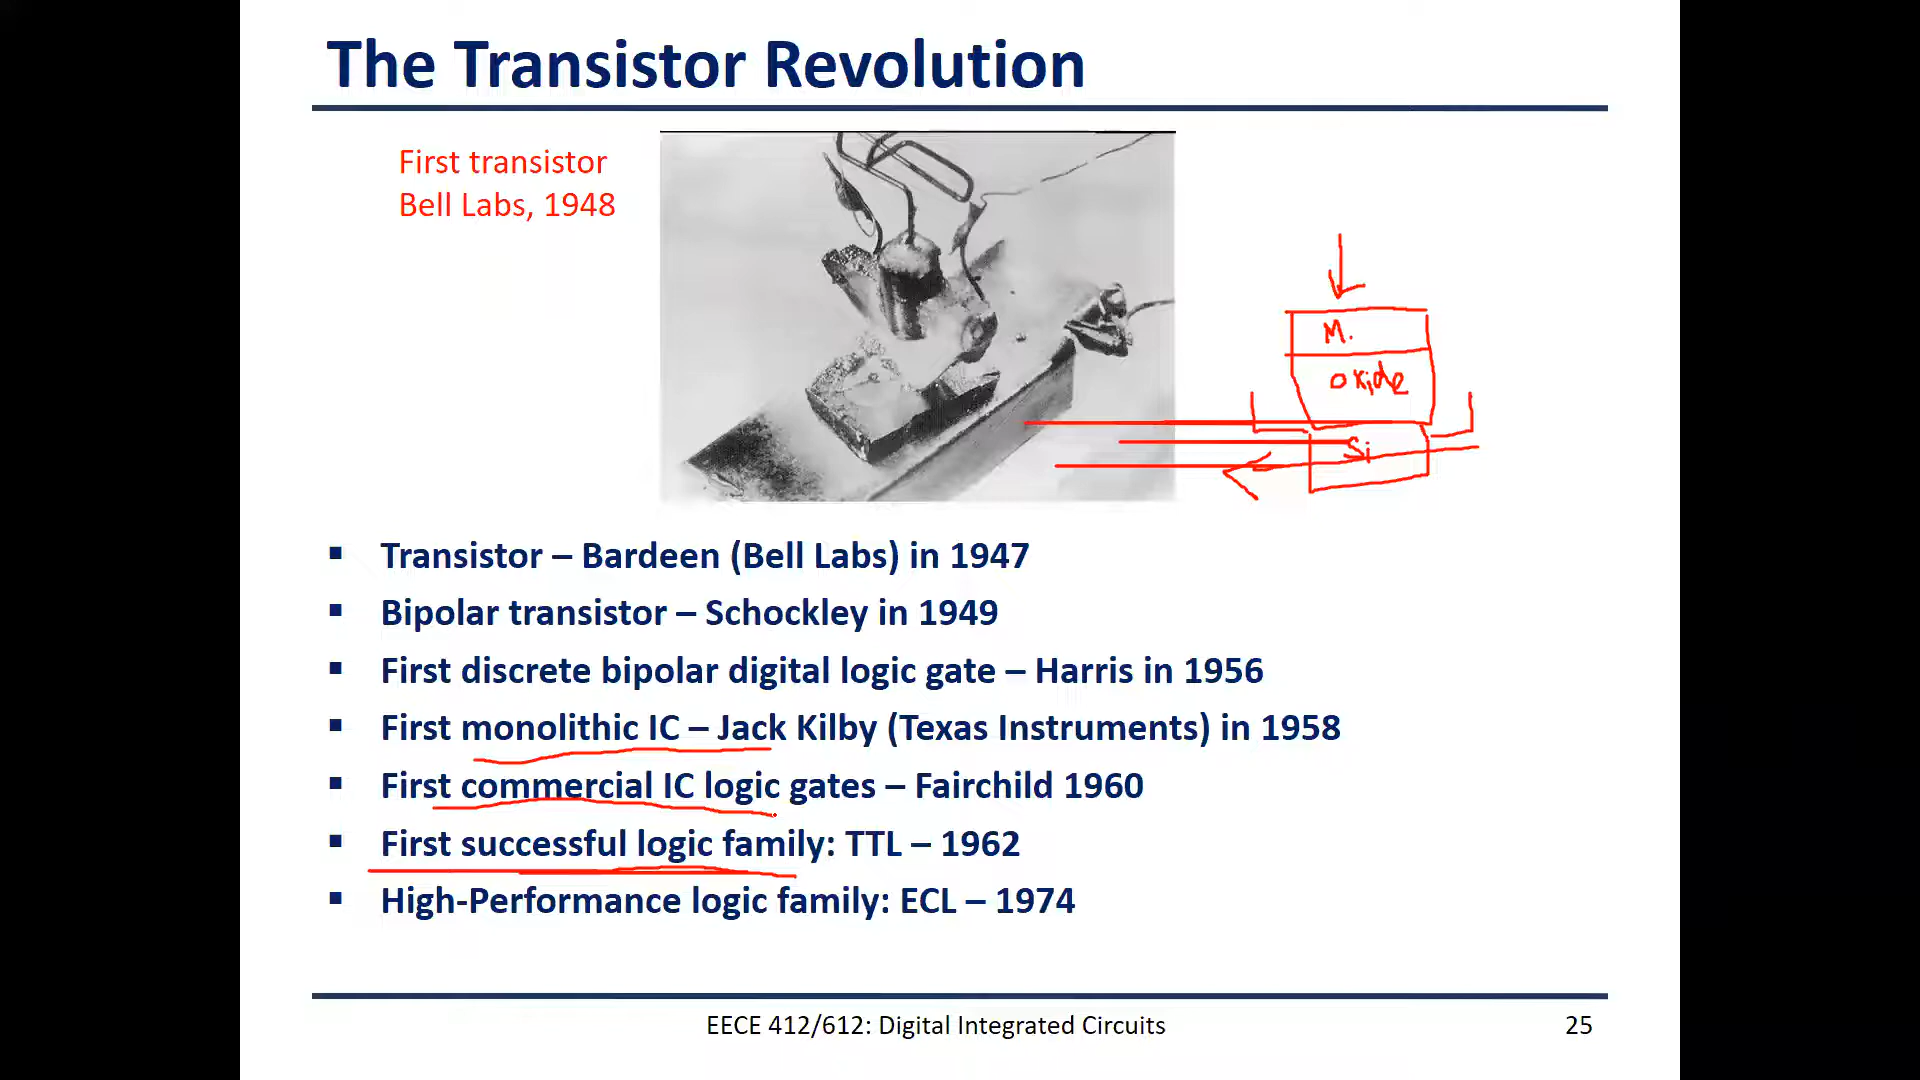 The Transistor Revolution
First transistor
Bell Labs, 1948
M.
oxide
Si
▪ Transistor – Bardeen (Bell Labs) in 1947
▪ Bipolar transistor – Schockley in 1949
▪ First discrete bipolar digital logic gate – Harris in 1956
▪ First monolithic IC – Jack Kilby (Texas Instruments) in 1958
▪ First commercial IC logic gates – Fairchild 1960
▪ First successful logic family: TTL – 1962
▪ High-Performance logic family: ECL – 1974
EECE 412/612: Digital Integrated Circuits
25